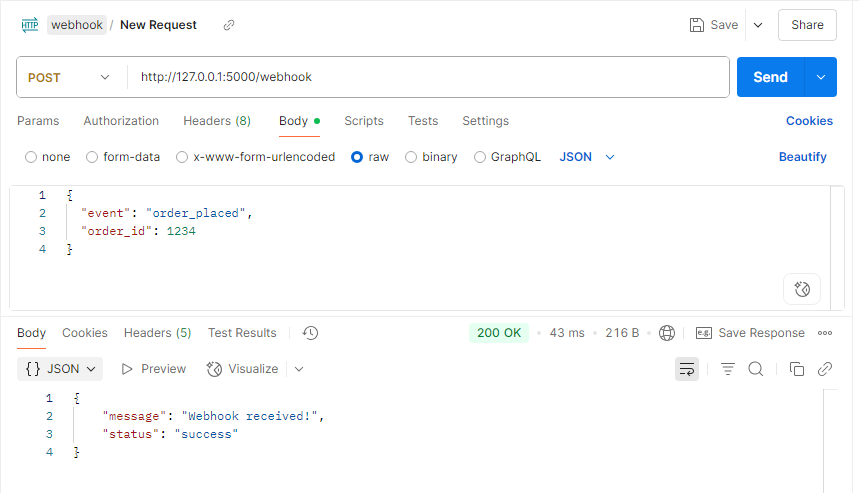 HTTP webhook / New Request Save Share
POST http://127.0.0.1:5000/webhook Send
Params Authorization Headers (8) Body Scripts Tests Settings Cookies
none form-data x-www-form-urlencoded raw binary GraphQL JSON Beautify
1 {
2 "event": "order_placed",
3 "order_id": 1234
4 }
Body Cookies Headers (5) Test Results 200 OK • 43 ms • 216 B • e.g. Save Response
{} JSON Preview Visualize
1 {
2 "message": "Webhook received!",
3 "status": "success"
4 }